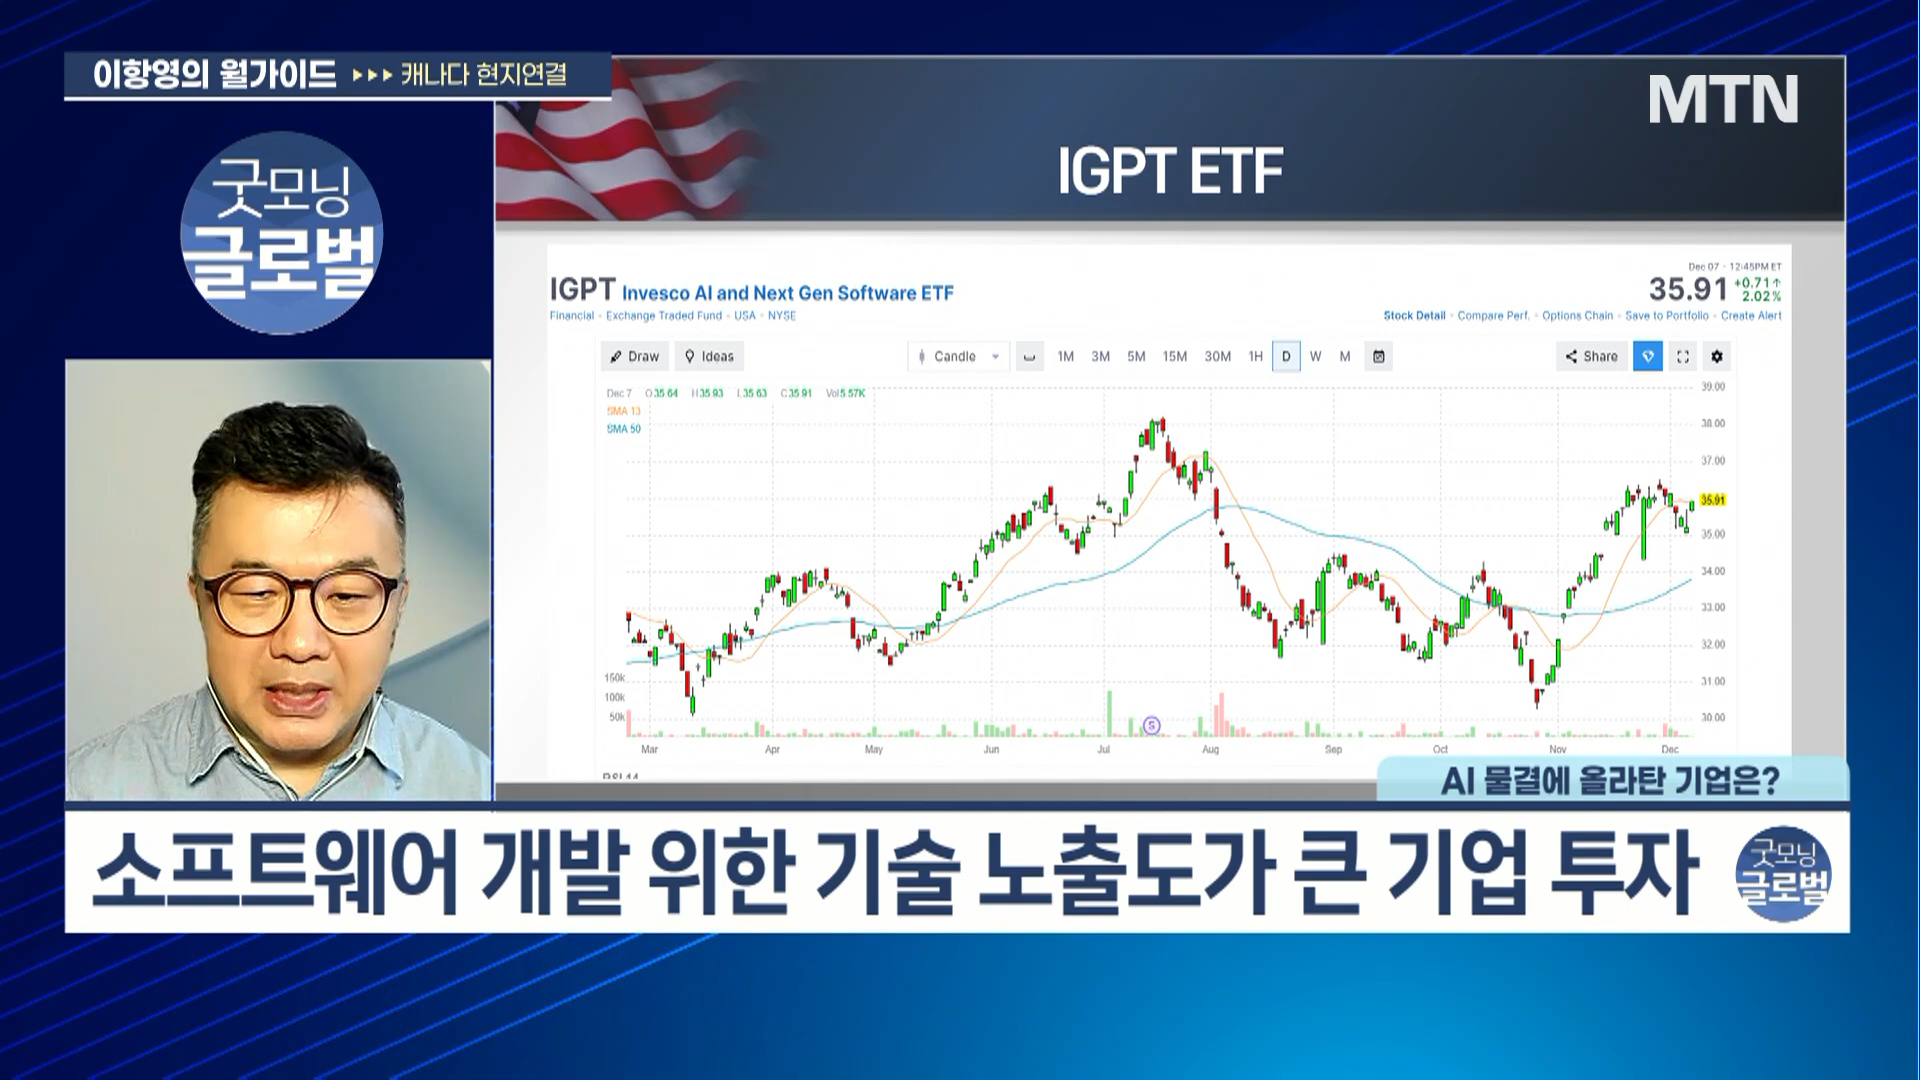 이항영의 월가이드 ▸▸▸ 캐나다 현지연결
MTN
굿모닝
글로벌
IGPT ETF
IGPT Invesco AI and Next Gen Software ETF
Financial • Exchange Traded Fund • USA • NYSE
Dec 07 • 12:45PM ET
35.91 +0.71↑
2.02%
Stock Detail • Compare Perf. • Options Chain • Save to Portfolio • Create Alert
Draw Ideas Candle 1M 3M 5M 15M 30M 1H D W M Share
Dec 7 O35.64 H35.93 L35.63 C35.91 Vol5.57K
SMA 13
SMA 50
39.00
38.00
37.00
35.91
35.00
34.00
33.00
32.00
31.00
30.00
150k
100k
50k
S
Mar Apr May Jun Jul Aug Sep Oct Nov Dec
RSI 14
AI 물결에 올라탄 기업은?
소프트웨어 개발 위한 기술 노출도가 큰 기업 투자
굿모닝
글로벌